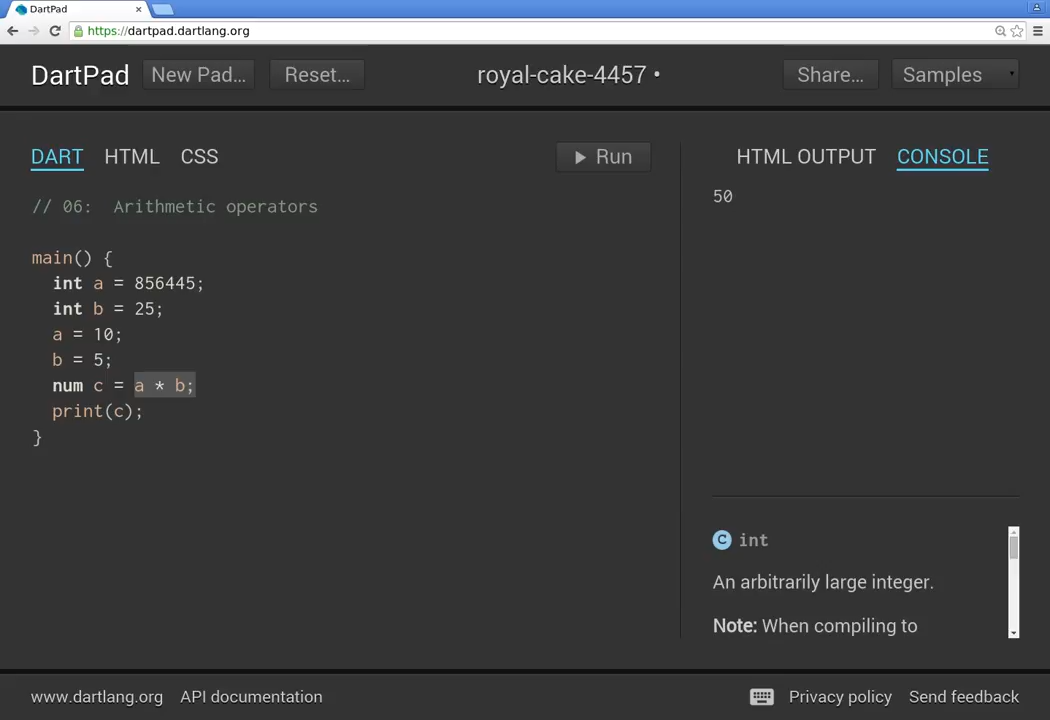 DartPad
https://dartpad.dartlang.org
DartPad New Pad... Reset... royal-cake-4457 • Share... Samples
DART HTML CSS Run HTML OUTPUT CONSOLE
// 06: Arithmetic operators
50
main() {
int a = 856445;
int b = 25;
a = 10;
b = 5;
num c = a * b;
print(c);
}
C int
An arbitrarily large integer.
Note: When compiling to
www.dartlang.org API documentation Privacy policy Send feedback